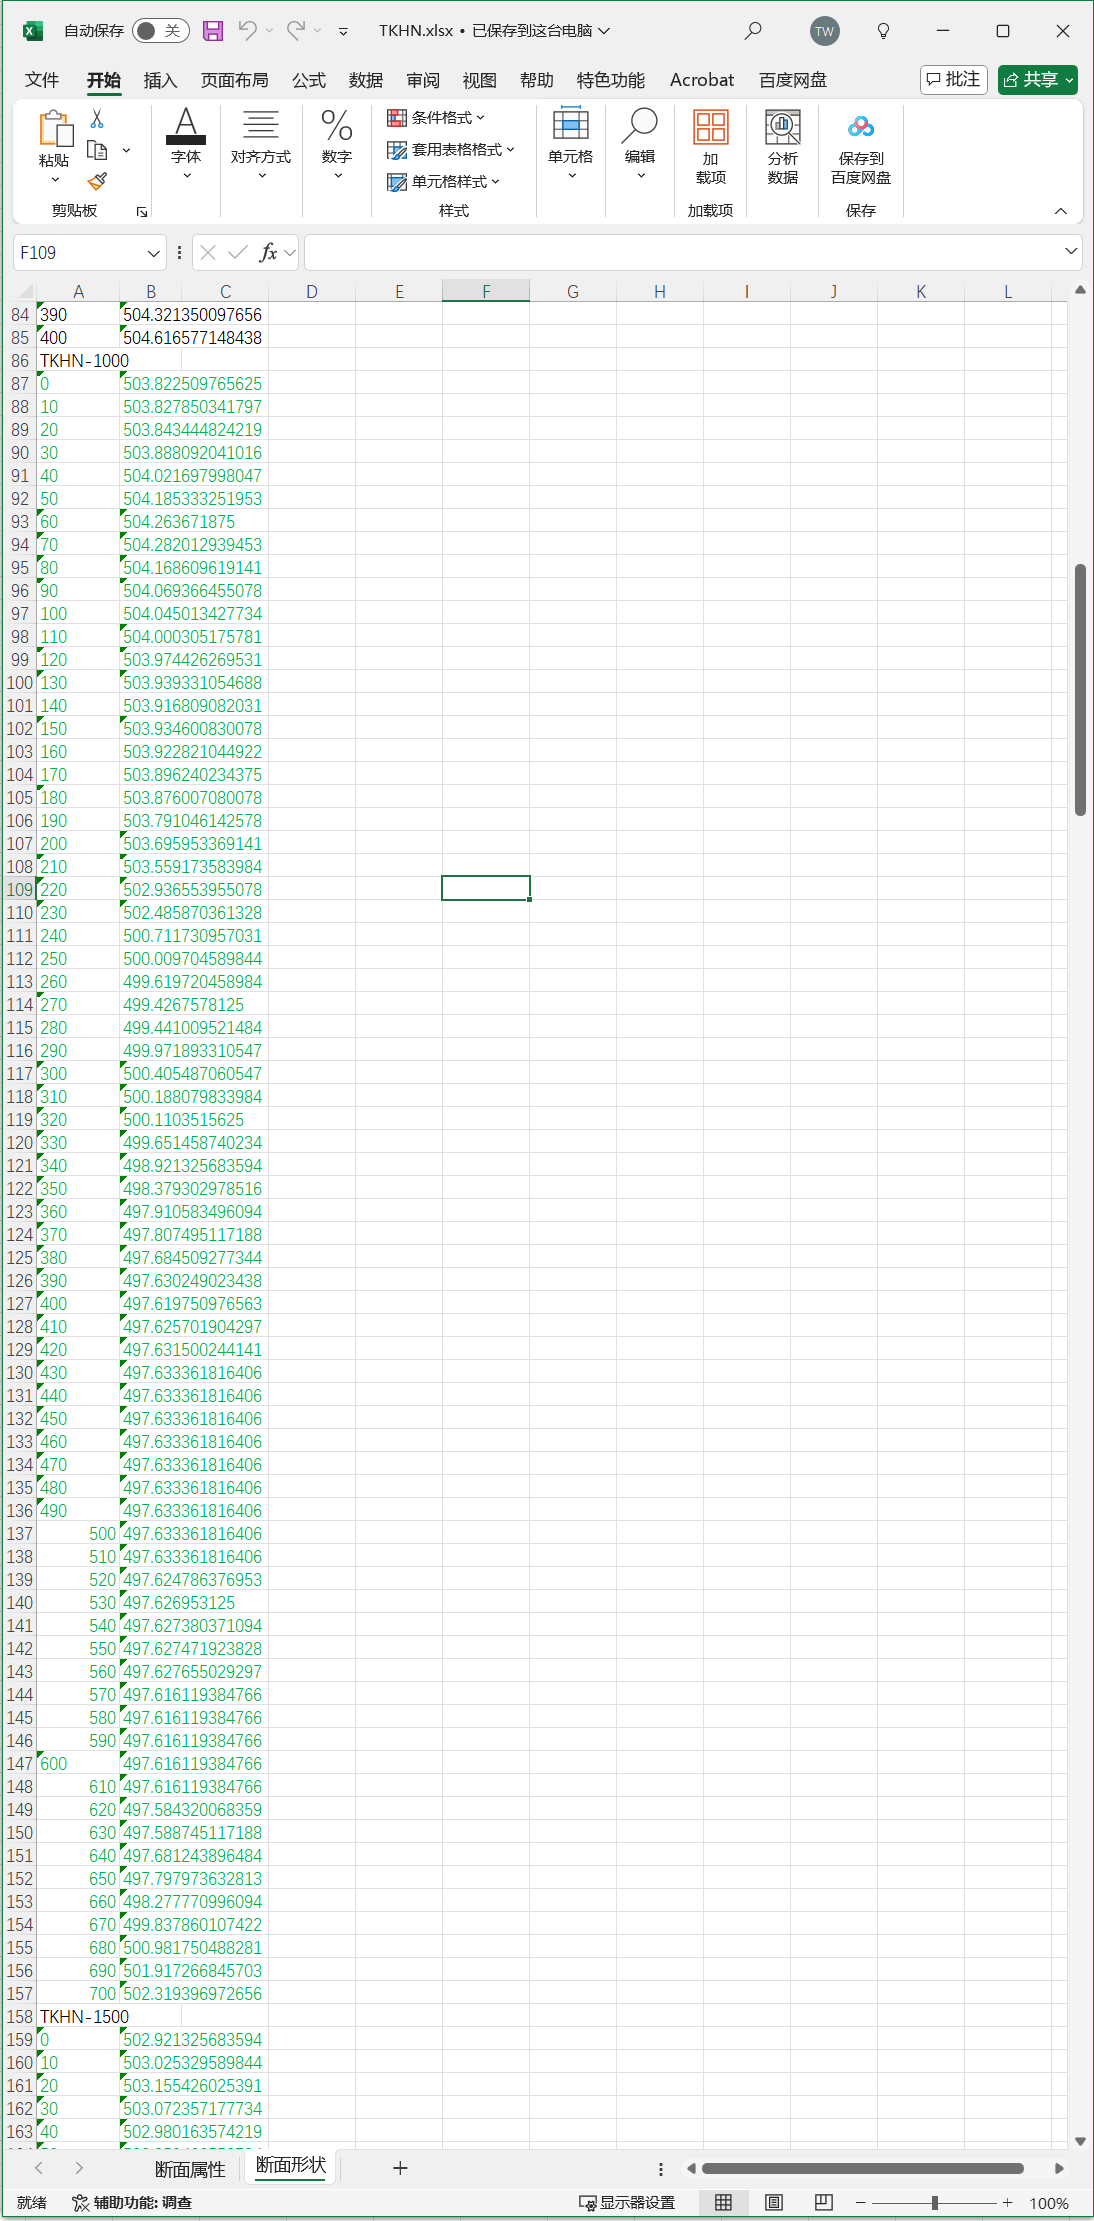 自动保存 关 TKHN.xlsx • 已保存到这台电脑 TW
文件 开始 插入 页面布局 公式 数据 审阅 视图 帮助 特色功能 Acrobat 百度网盘 批注 共享
粘贴 字体 对齐方式 数字 条件格式 套用表格格式 单元格样式 单元格 编辑 加载项 分析数据 保存到百度网盘
剪贴板 样式 加载项 保存
F109 fx
A B C D E F G H I J K L
84 390 504.321350097656
85 400 504.616577148438
86 TKHN-1000
87 0 503.822509765625
88 10 503.827850341797
89 20 503.843444824219
90 30 503.888092041016
91 40 504.021697998047
92 50 504.185333251953
93 60 504.263671875
94 70 504.282012939453
95 80 504.168609619141
96 90 504.069366455078
97 100 504.045013427734
98 110 504.000305175781
99 120 503.974426269531
100 130 503.939331054688
101 140 503.916809082031
102 150 503.934600830078
103 160 503.922821044922
104 170 503.896240234375
105 180 503.876007080078
106 190 503.791046142578
107 200 503.695953369141
108 210 503.559173583984
109 220 502.936553955078
110 230 502.485870361328
111 240 500.711730957031
112 250 500.009704589844
113 260 499.619720458984
114 270 499.4267578125
115 280 499.441009521484
116 290 499.971893310547
117 300 500.405487060547
118 310 500.188079833984
119 320 500.1103515625
120 330 499.651458740234
121 340 498.921325683594
122 350 498.379302978516
123 360 497.910583496094
124 370 497.807495117188
125 380 497.684509277344
126 390 497.630249023438
127 400 497.619750976563
128 410 497.625701904297
129 420 497.631500244141
130 430 497.633361816406
131 440 497.633361816406
132 450 497.633361816406
133 460 497.633361816406
134 470 497.633361816406
135 480 497.633361816406
136 490 497.633361816406
137 500 497.633361816406
138 510 497.633361816406
139 520 497.624786376953
140 530 497.626953125
141 540 497.627380371094
142 550 497.627471923828
143 560 497.627655029297
144 570 497.616119384766
145 580 497.616119384766
146 590 497.616119384766
147 600 497.616119384766
148 610 497.616119384766
149 620 497.584320068359
150 630 497.588745117188
151 640 497.681243896484
152 650 497.797973632813
153 660 498.277770996094
154 670 499.837860107422
155 680 500.981750488281
156 690 501.917266845703
157 700 502.319396972656
158 TKHN-1500
159 0 502.921325683594
160 10 503.025329589844
161 20 503.155426025391
162 30 503.072357177734
163 40 502.980163574219
断面属性 断面形状
就绪 辅助功能: 调查 显示器设置 100%